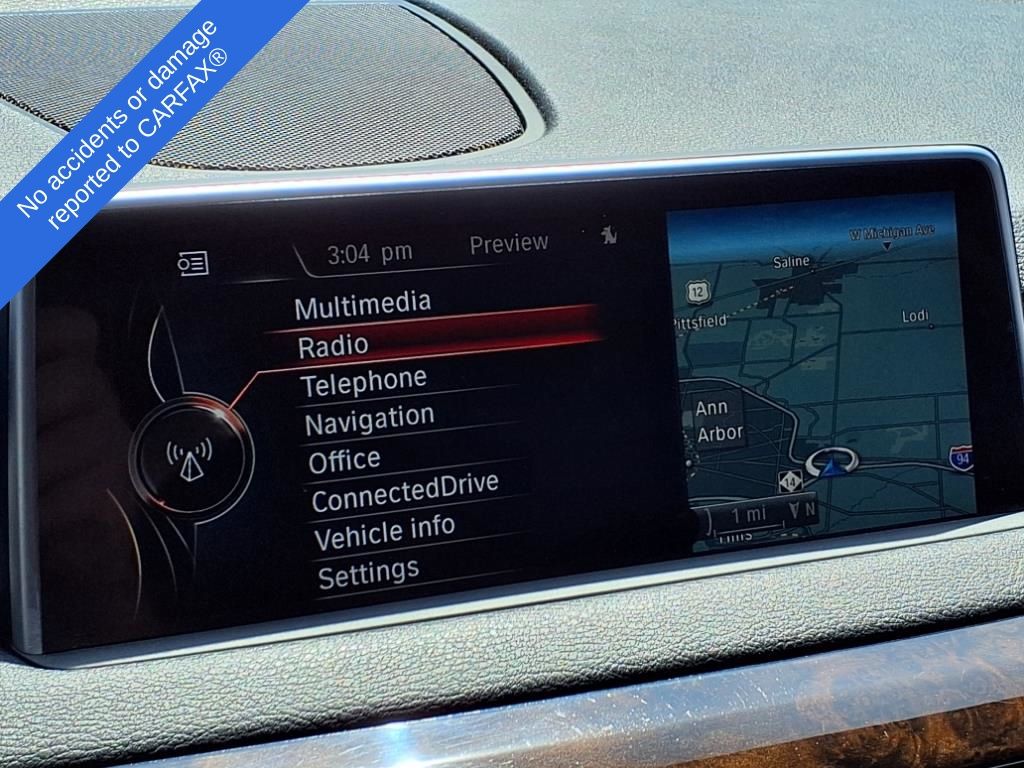 No accidents or damage
reported to CARFAX®
3:04 pm
Preview
Multimedia
Radio
Telephone
Navigation
Office
ConnectedDrive
Vehicle info
Settings
W Michigan Ave
Saline
12
Pittsfield
Lodi
Ann
Arbor
94
14
1 mi
N